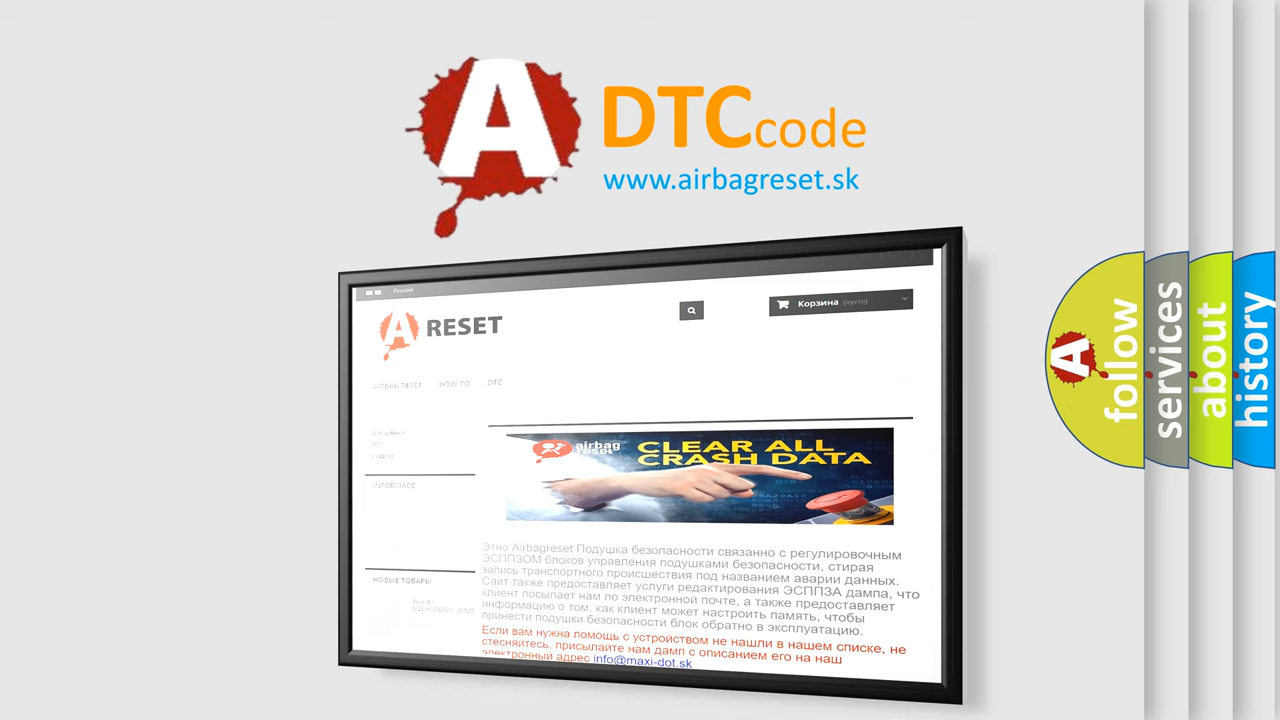 A
DTCcode
www.airbagreset.sk
Русский
A RESET
Корзина (пусто)
AIRBAG RESET HOW TO DTC
INFORMACE
airbag
reset
CLEAR ALL
CRASH DATA
Этно Airbagreset Подушка безопасности связанно с регулировочным
ЭСППЗОМ блоков управления подушками безопасности, стирая
запись транспортного происшествия под названием аварии данных.
Сайт также предоставляет услуги редактирования ЭСППЗА дампа, что
клиент посылает нам по электронной почте, а также предоставляет
информацию о том, как клиент может настроить память, чтобы
принести подушки безопасности блок обратно в эксплуатацию.
Если вам нужна помощь с устройством не нашли в нашем списке, не
стесняйтесь, присылайте нам дамп с описанием его на наш
электронный адрес info@maxi-dot.sk
НОВЫЕ ТОВАРЫ
A
follow
services
about
history